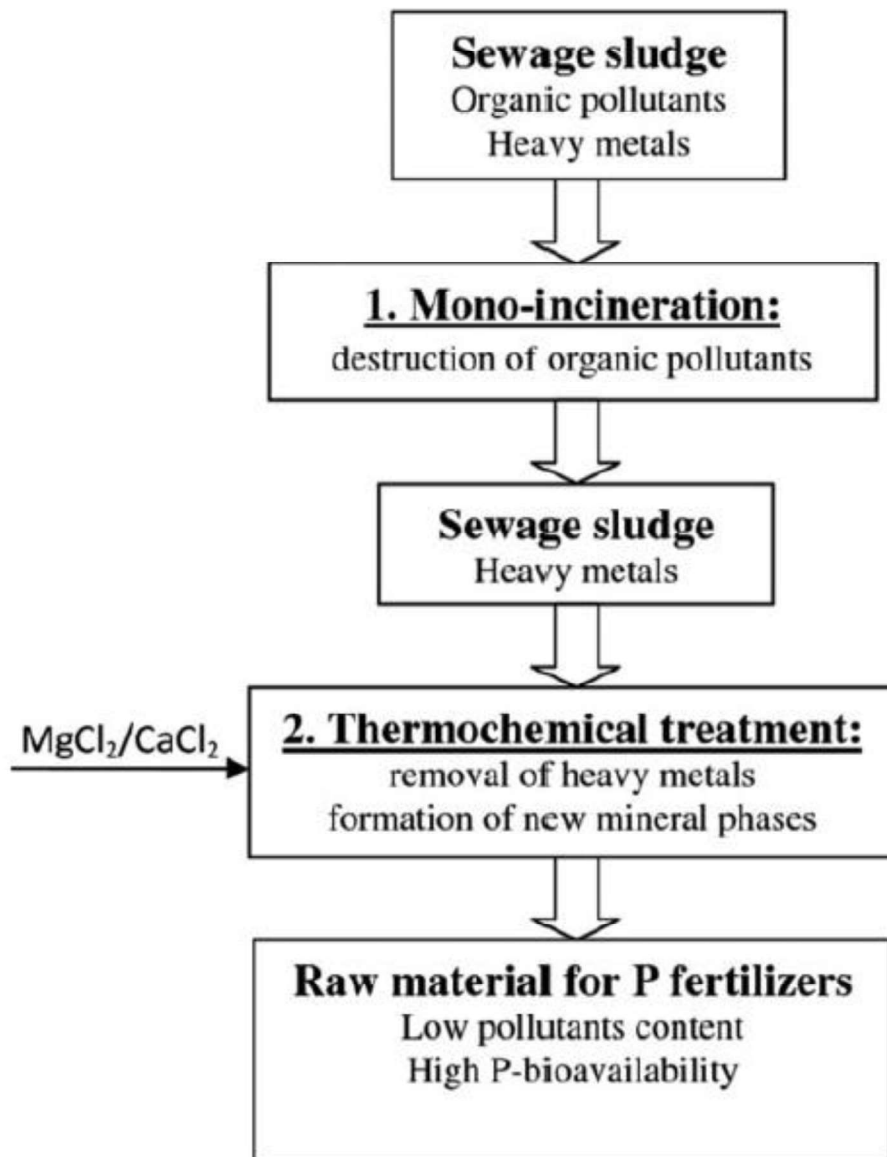 Sewage sludge
Organic pollutants
Heavy metals
1. Mono-incineration:
destruction of organic pollutants
Sewage sludge
Heavy metals
MgCl₂/CaCl₂
2. Thermochemical treatment:
removal of heavy metals
formation of new mineral phases
Raw material for P fertilizers
Low pollutants content
High P-bioavailability